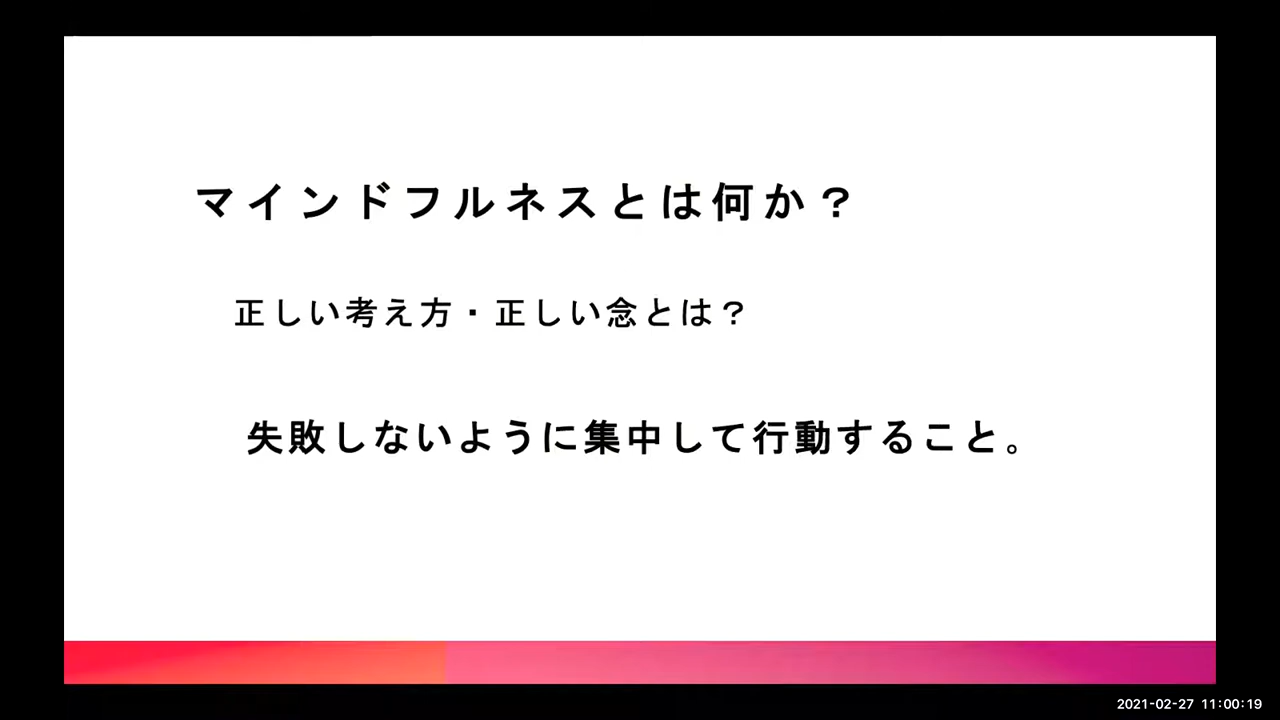 マインドフルネスとは何か？
正しい考え方・正しい念とは？
失敗しないように集中して行動すること。
2021-02-27 11:00:19